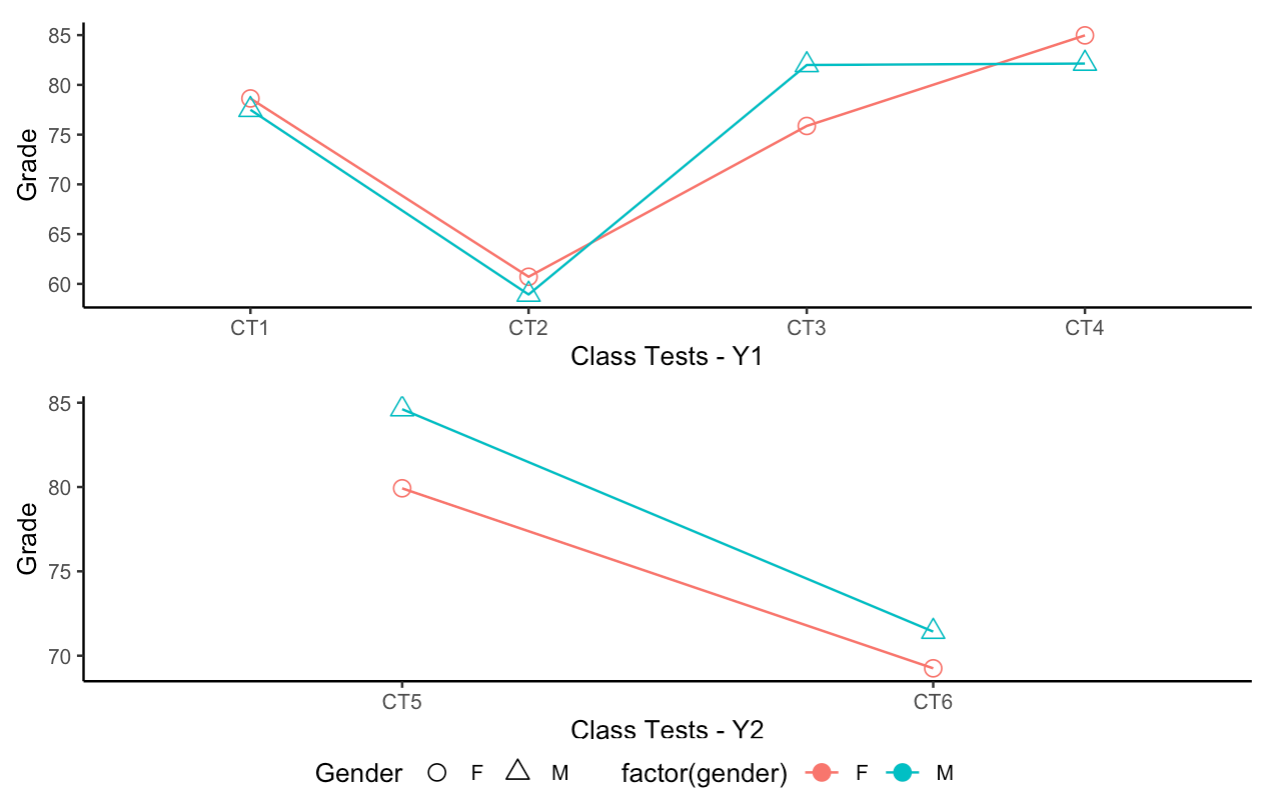 85
80
75
70
65
60
Grade
CT1 CT2 CT3 CT4
Class Tests - Y1
85
80
75
70
Grade
CT5 CT6
Class Tests - Y2
Gender F M factor(gender) F M